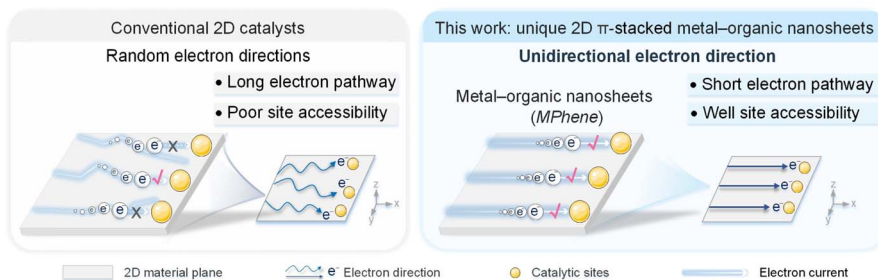 Conventional 2D catalysts
Random electron directions
• Long electron pathway
• Poor site accessibility
e e X
e e
e e X
e⁻
e⁻
e⁻
z
x
y
This work: unique 2D π-stacked metal–organic nanosheets
Unidirectional electron direction
Metal–organic nanosheets
(MPhene)
• Short electron pathway
• Well site accessibility
e e
e e
e e
e⁻
e⁻
e⁻
z
x
y
2D material plane
e⁻ Electron direction
Catalytic sites
Electron current